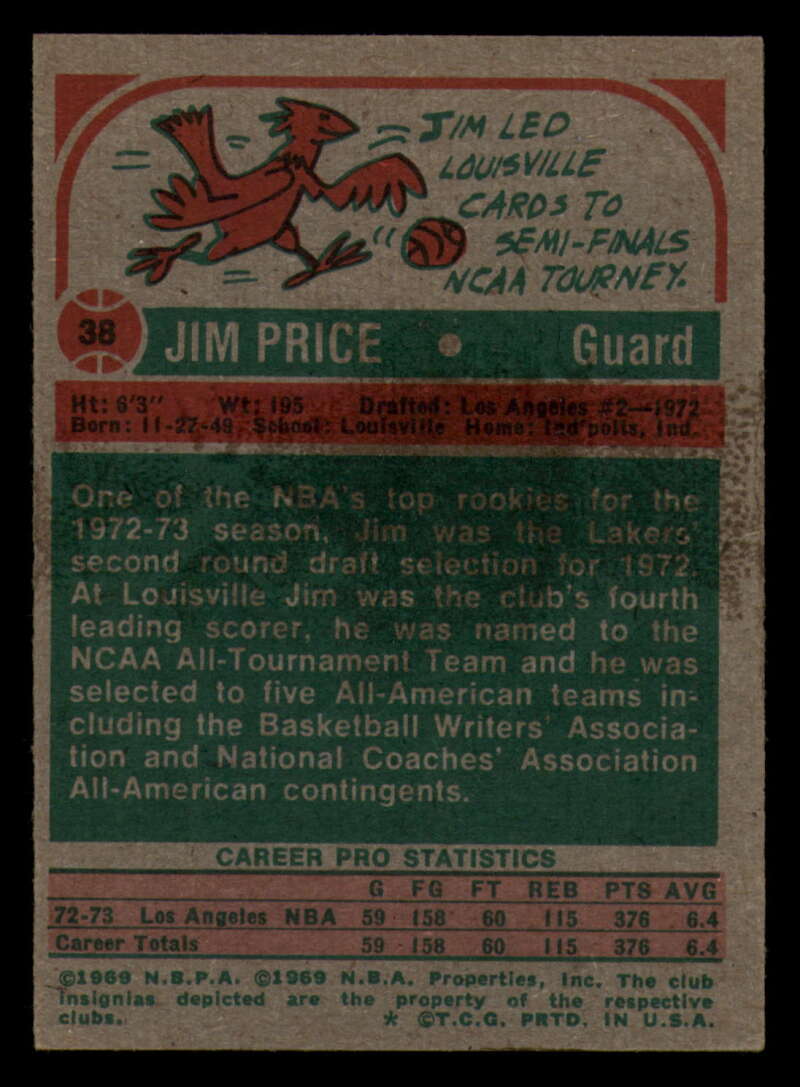 JIM LED
LOUISVILLE
CARDS TO
SEMI-FINALS
NCAA TOURNEY.
38 JIM PRICE • Guard
Ht: 6'3" Wt: 195 Drafted: Los Angeles #2—1972
Born: 11-27-49 School: Louisville Home: Ind'polis, Ind.
One of the NBA's top rookies for the
1972-73 season, Jim was the Lakers'
second round draft selection for 1972.
At Louisville Jim was the club's fourth
leading scorer, he was named to the
NCAA All-Tournament Team and he was
selected to five All-American teams in-
cluding the Basketball Writers' Associa-
tion and National Coaches' Association
All-American contingents.
CAREER PRO STATISTICS
G FG FT REB PTS AVG
72-73 Los Angeles NBA 59 158 60 115 376 6.4
Career Totals 59 158 60 115 376 6.4
©1969 N.B.P.A. ©1969 N.B.A. Properties, Inc. The club
insignias depicted are the property of the respective
clubs. * ©T.C.G. PRTD. IN U.S.A.